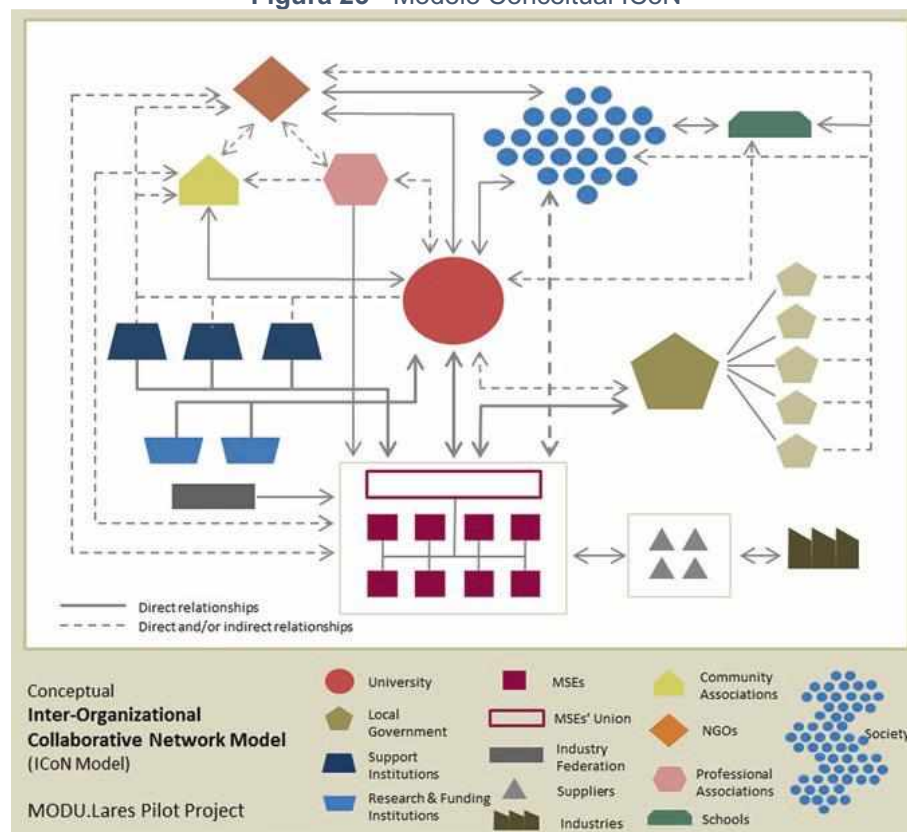 Figura 26 - Modelo Conceitual ICoN
Direct relationships
Direct and/or indirect relationships
Conceptual
Inter-Organizational
Collaborative Network Model
(ICoN Model)
MODU.Lares Pilot Project
University
Local
Government
Support
Institutions
Research & Funding
Institutions
MSEs
MSEs' Union
Industry
Federation
Suppliers
Industries
Community
Associations
NGOs
Professional
Associations
Schools
Society